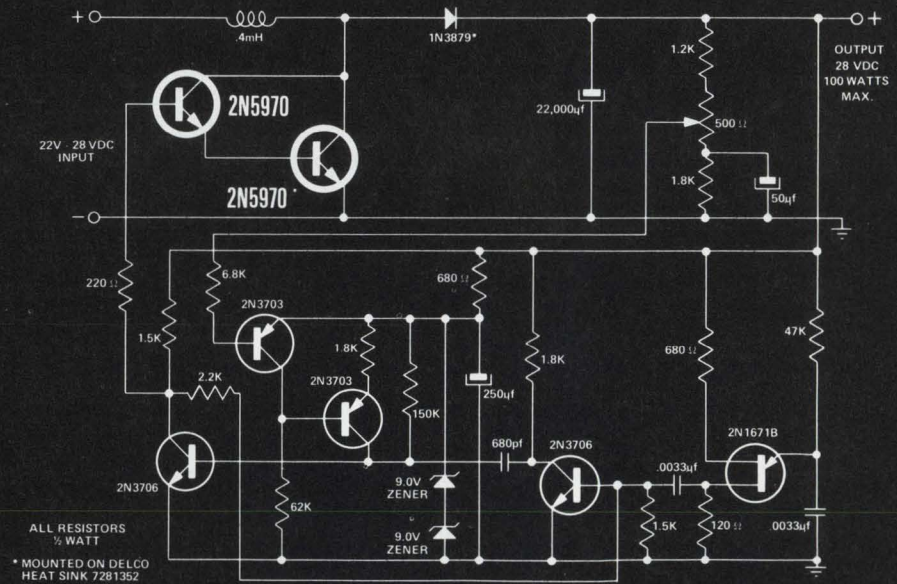 +
.4mH
1N3879*
+
OUTPUT
28 VDC
100 WATTS
MAX.
1.2K
2N5970
22,000µf
500 Ω
22V - 28 VDC
INPUT
2N5970 *
1.8K
50µf
−
220 Ω
6.8K
680 Ω
2N3703
1.5K
1.8K
1.8K
680 Ω
47K
2.2K
2N3703
250µf
150K
2N1671B
680pf
2N3706
.0033µf
2N3706
9.0V
ZENER
62K
1.5K
120 Ω
.0033µf
9.0V
ZENER
ALL RESISTORS
½ WATT
* MOUNTED ON DELCO
HEAT SINK 7281352